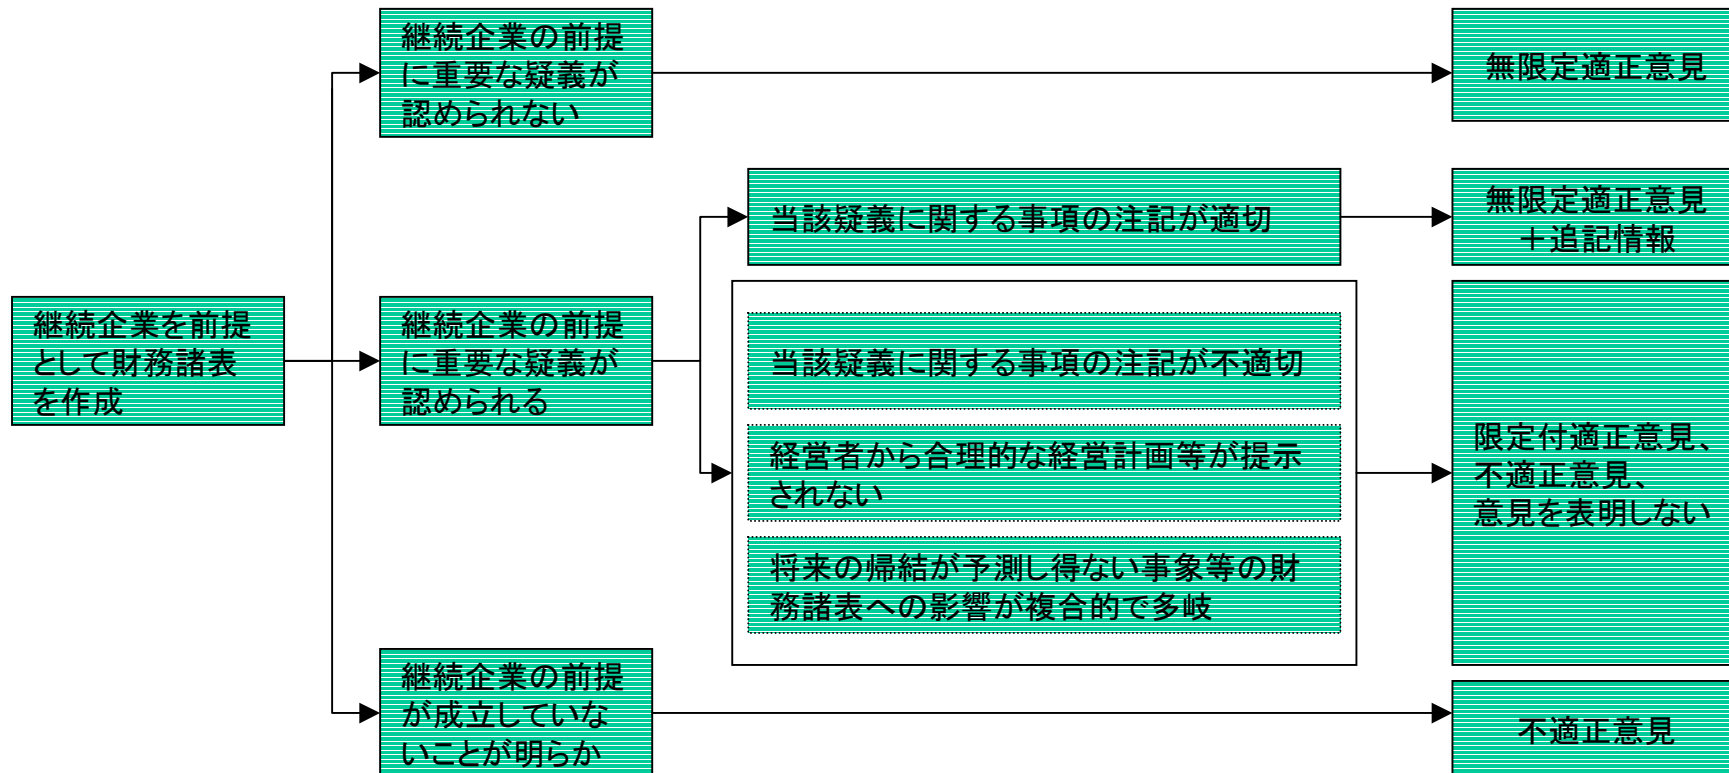 継続企業の前提
に重要な疑義が
認められない
無限定適正意見
当該疑義に関する事項の注記が適切
無限定適正意見
＋追記情報
継続企業を前提
として財務諸表
を作成
継続企業の前提
に重要な疑義が
認められる
当該疑義に関する事項の注記が不適切
経営者から合理的な経営計画等が提示
されない
将来の帰結が予測し得ない事象等の財
務諸表への影響が複合的で多岐
限定付適正意見、
不適正意見、
意見を表明しない
継続企業の前提
が成立していな
いことが明らか
不適正意見